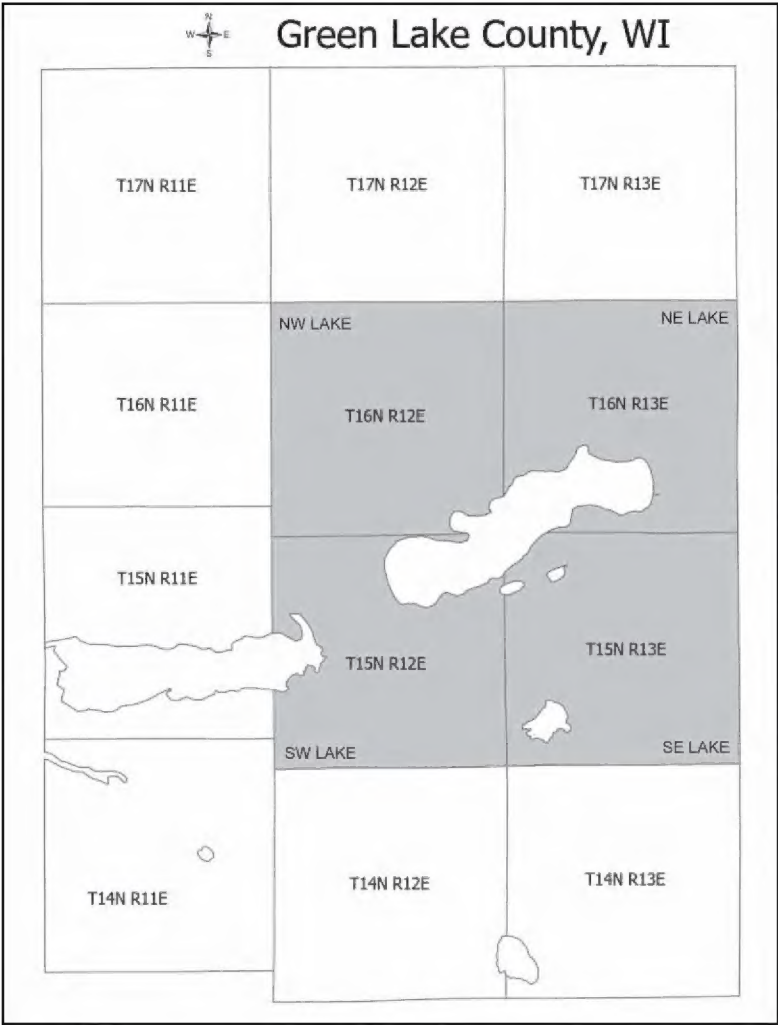 N
W E
S
Green Lake County, WI
T17N R11E
T17N R12E
T17N R13E
NW LAKE
NE LAKE
T16N R11E
T16N R12E
T16N R13E
T15N R11E
T15N R12E
T15N R13E
SW LAKE
SE LAKE
T14N R11E
T14N R12E
T14N R13E